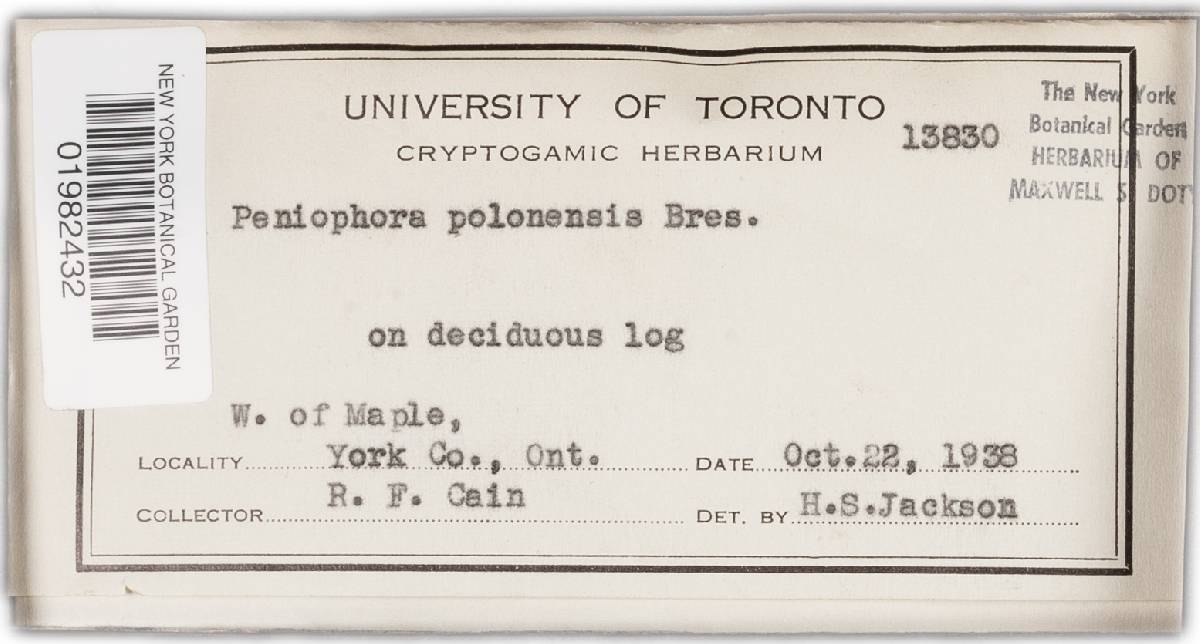 NEW YORK BOTANICAL GARDEN
01982432
UNIVERSITY OF TORONTO
CRYPTOGAMIC HERBARIUM
13830
The New York
Botanical Garden
HERBARIUM OF
MAXWELL S. DOTY
Peniophora polonensis Bres.
on deciduous log
W. of Maple,
LOCALITY York Co., Ont. DATE Oct.22, 1938
COLLECTOR R. F. Cain DET. BY H.S.Jackson